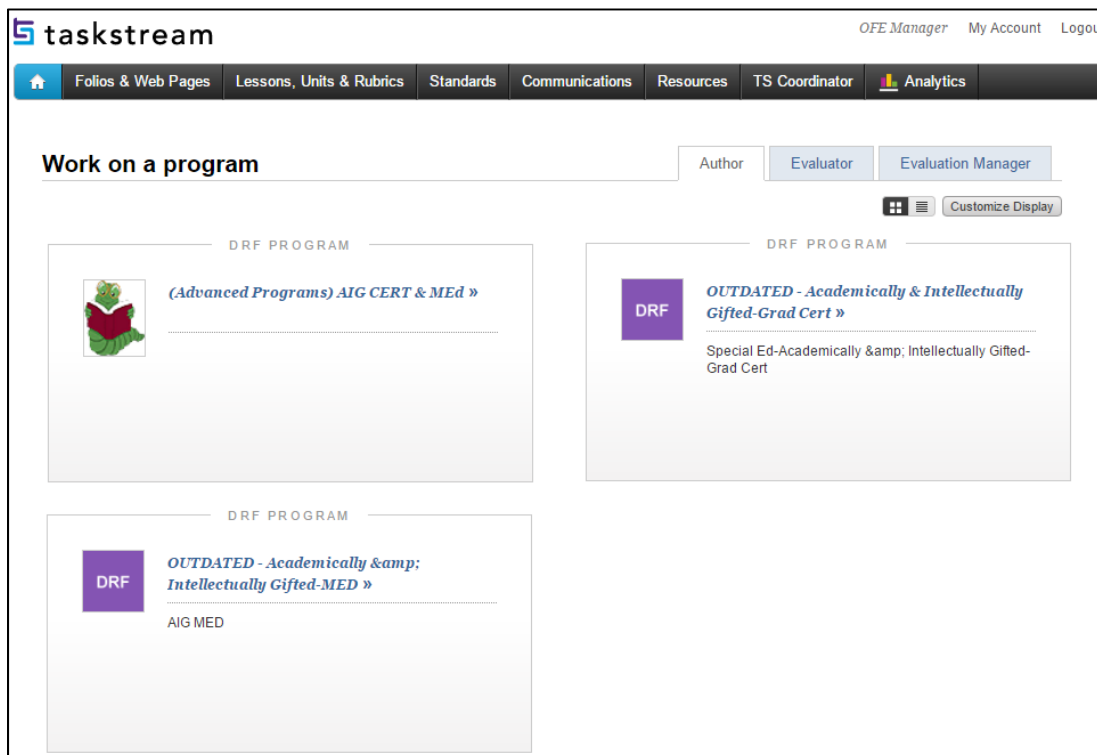 taskstream
OFE Manager My Account Logou
Folios & Web Pages Lessons, Units & Rubrics Standards Communications Resources TS Coordinator Analytics
Work on a program
Author Evaluator Evaluation Manager
Customize Display
DRF PROGRAM
(Advanced Programs) AIG CERT & MEd »
DRF PROGRAM
DRF
OUTDATED - Academically & Intellectually
Gifted-Grad Cert »
Special Ed-Academically &amp; Intellectually Gifted-
Grad Cert
DRF PROGRAM
DRF
OUTDATED - Academically &amp;
Intellectually Gifted-MED »
AIG MED